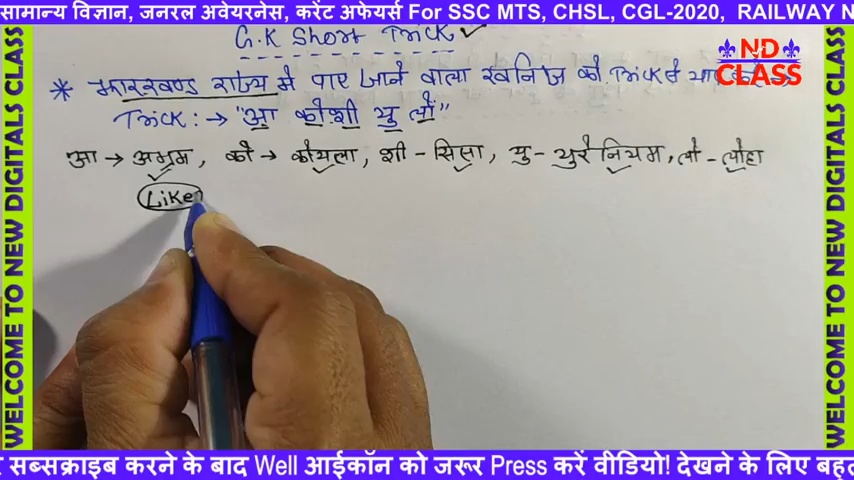 सामान्य विज्ञान, जनरल अवेयरनेस, करेंट अफेयर्स For SSC MTS, CHSL, CGL-2020, RAILWAY N
G.K Short Trick
ND
CLASS
* झारखण्ड राज्य मे पाए जाने वाला खनिज को Trick से याद
Trick :→ "आ को शी यु लो"
आ → अभ्रम, को → कोयला, शी - सिसा, यु - युरेनियम, लो - लोहा
Like
WELCOME TO NEW DIGITALS CLASS
WELCOME TO NEW DIGITALS CLASS
र सब्सक्राइब करने के बाद Well आईकॉन को जरूर Press करें वीडियो! देखने के लिए बहुत